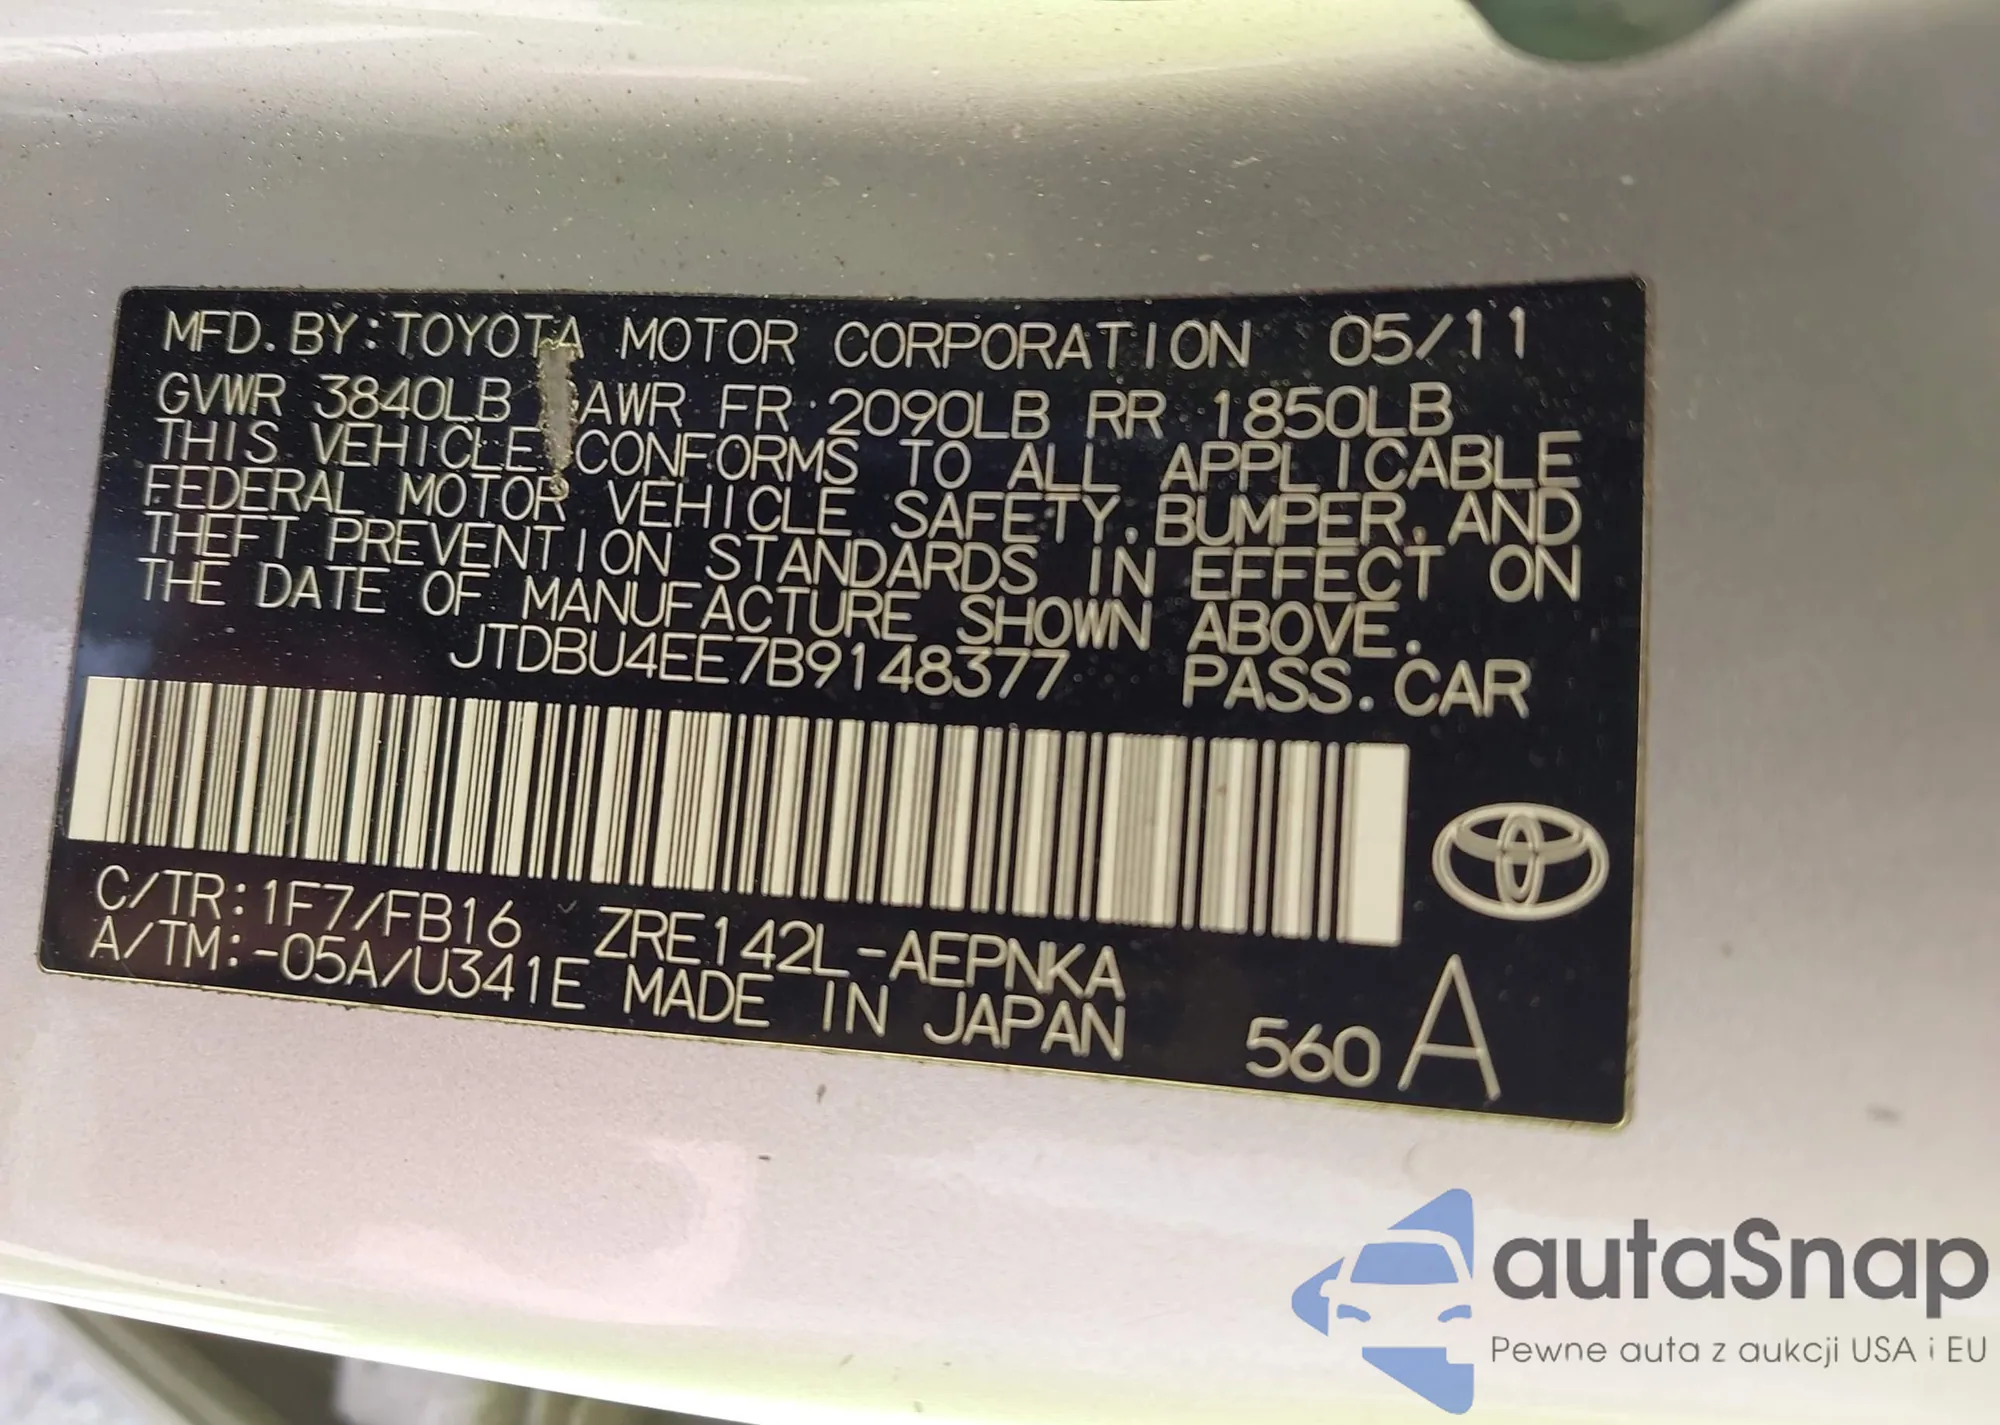 MFD. BY: TOYOTA MOTOR CORPORATION 05/11
GVWR 3840LB GAWR FR 2090LB RR 1850LB
THIS VEHICLE CONFORMS TO ALL APPLICABLE
FEDERAL MOTOR VEHICLE SAFETY, BUMPER, AND
THEFT PREVENTION STANDARDS IN EFFECT ON
THE DATE OF MANUFACTURE SHOWN ABOVE.
JTDBU4EE7B9148377 PASS. CAR
C/TR: 1F7/FB16 ZRE142L-AEPNKA
A/TM: -05A/U341E MADE IN JAPAN 560 A
autaSnap
Pewne auta z aukcji USA i EU